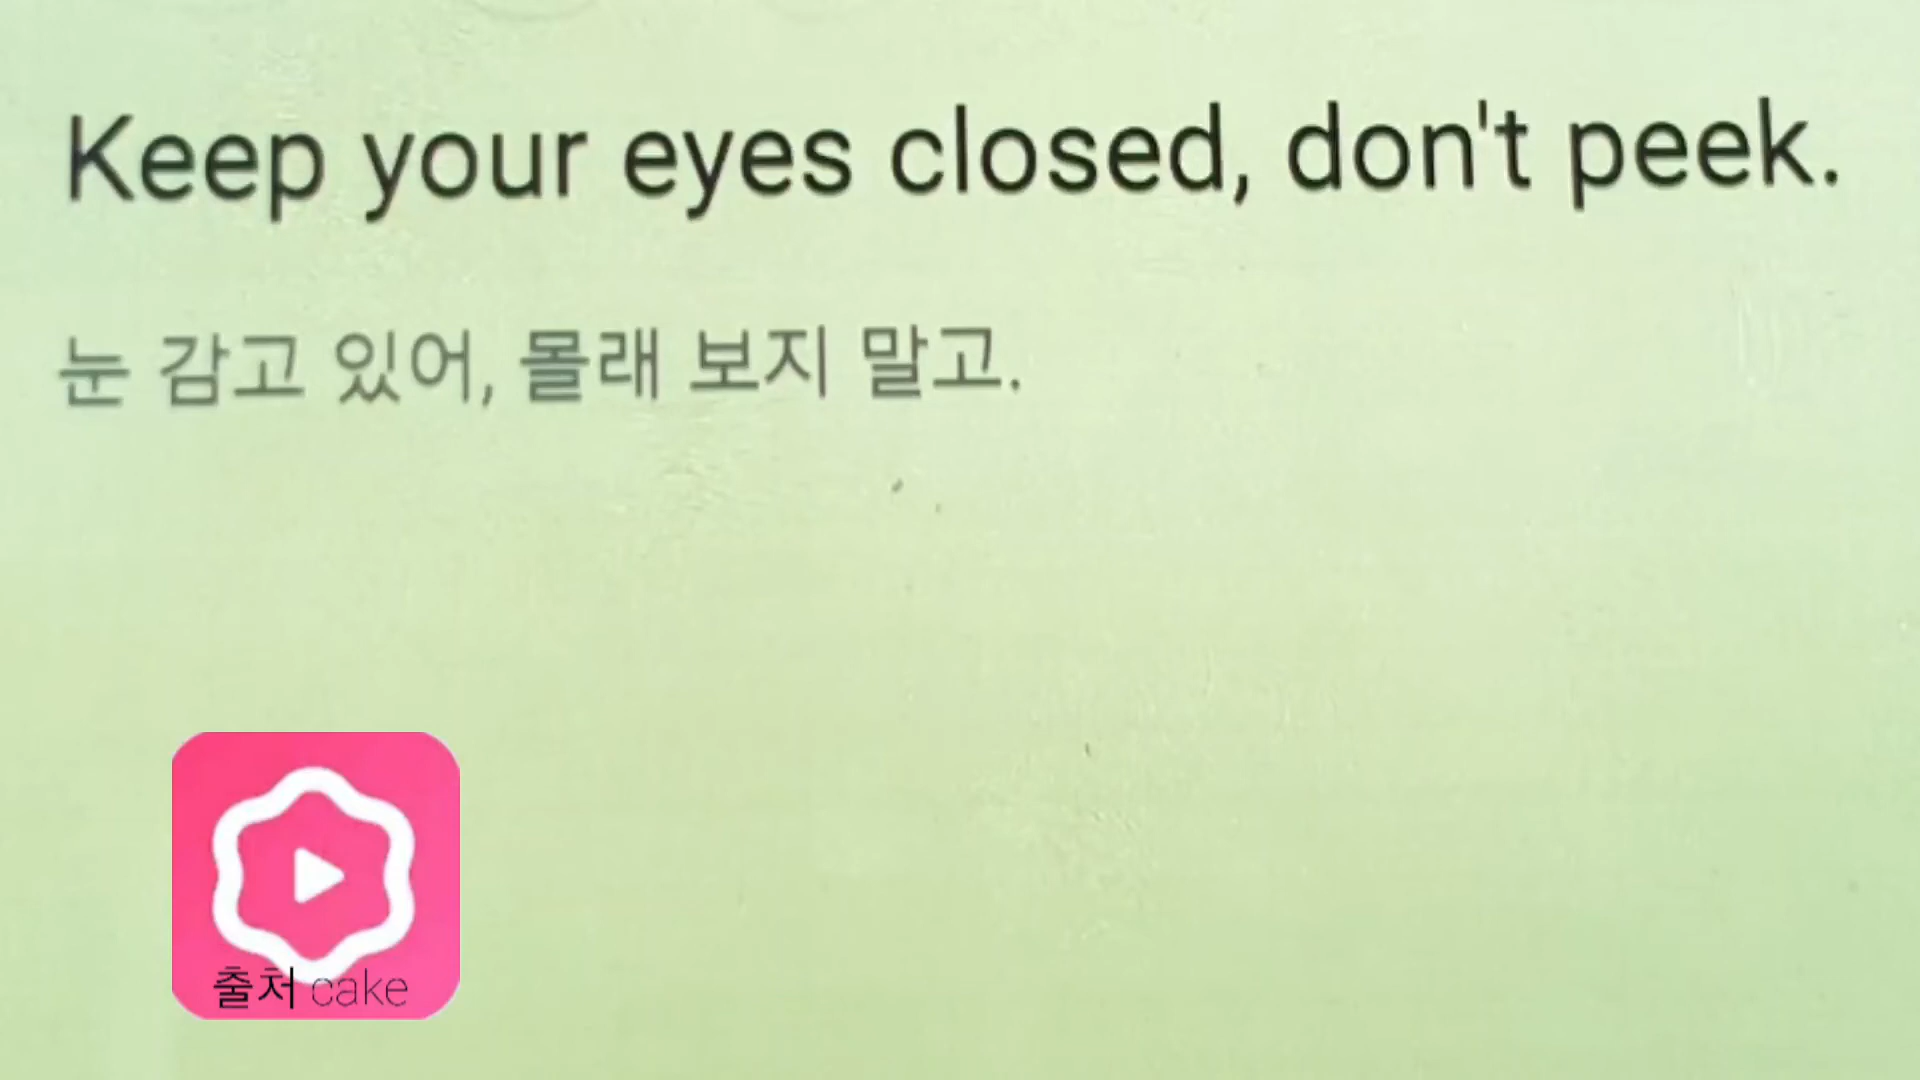 Keep your eyes closed, don't peek.
눈 감고 있어, 몰래 보지 말고.
출처 cake